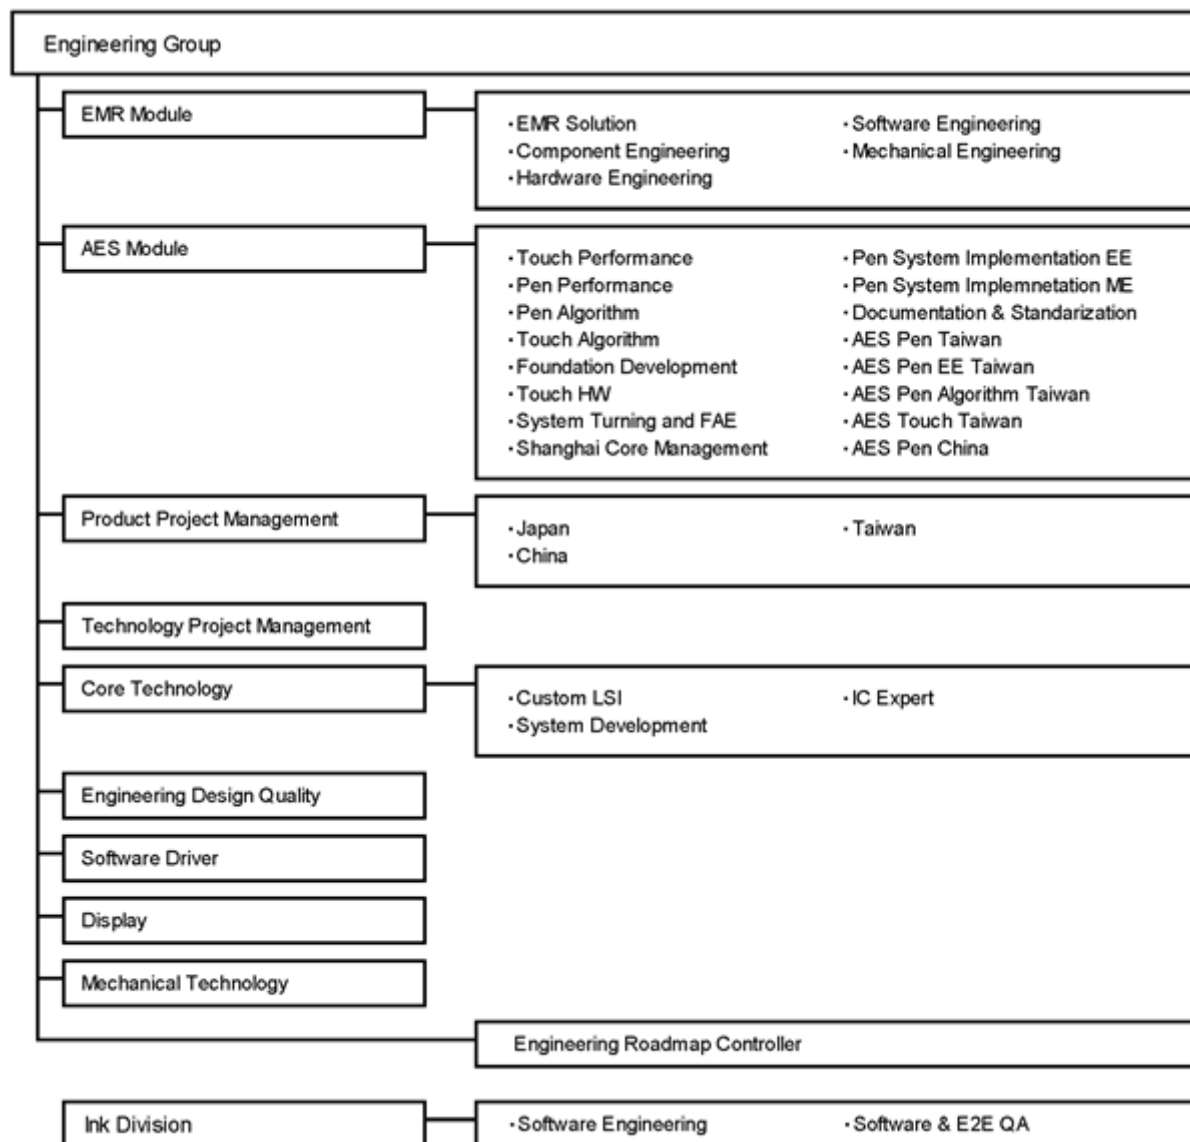 Engineering Group
EMR Module
・EMR Solution
・Component Engineering
・Hardware Engineering
・Software Engineering
・Mechanical Engineering
AES Module
・Touch Performance
・Pen Performance
・Pen Algorithm
・Touch Algorithm
・Foundation Development
・Touch HW
・System Turning and FAE
・Shanghai Core Management
・Pen System Implementation EE
・Pen System Implemnetation ME
・Documentation & Standarization
・AES Pen Taiwan
・AES Pen EE Taiwan
・AES Pen Algorithm Taiwan
・AES Touch Taiwan
・AES Pen China
Product Project Management
・Japan
・China
・Taiwan
Technology Project Management
Core Technology
・Custom LSI
・System Development
・IC Expert
Engineering Design Quality
Software Driver
Display
Mechanical Technology
Engineering Roadmap Controller
Ink Division
・Software Engineering
・Software & E2E QA